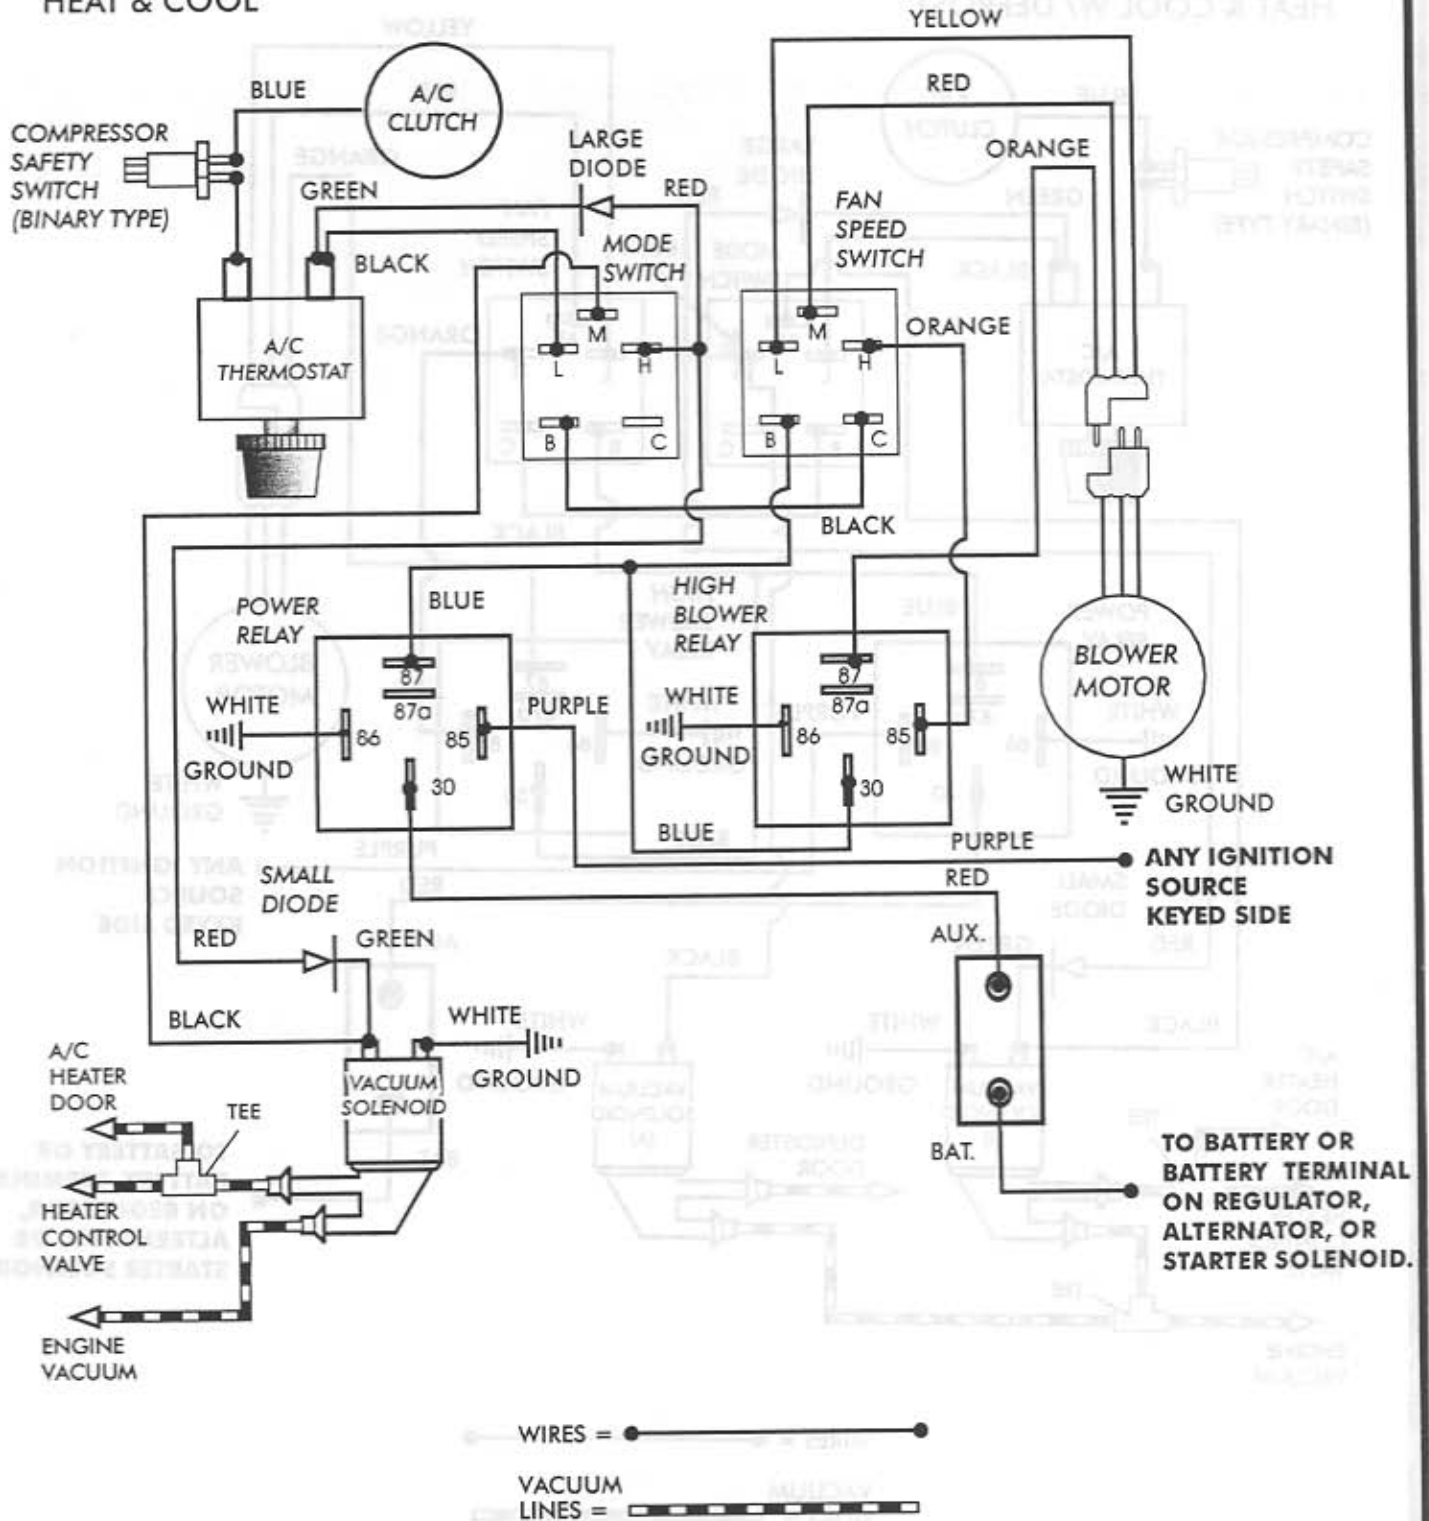 HEAT & COOL
YELLOW
BLUE
A/C
CLUTCH
RED
COMPRESSOR
SAFETY
SWITCH
(BINARY TYPE)
LARGE
DIODE
ORANGE
GREEN
RED
FAN
SPEED
SWITCH
MODE
SWITCH
BLACK
A/C
THERMOSTAT
M
L
H
B
C
M
L
H
B
C
ORANGE
BLACK
POWER
RELAY
BLUE
HIGH
BLOWER
RELAY
87
87a
86
85
30
WHITE
GROUND
PURPLE
87
87a
86
85
30
WHITE
GROUND
BLOWER
MOTOR
WHITE
GROUND
BLUE
PURPLE
ANY IGNITION
SOURCE
KEYED SIDE
RED
SMALL
DIODE
RED
GREEN
AUX.
BLACK
WHITE
GROUND
A/C
HEATER
DOOR
TEE
VACUUM
SOLENOID
BAT.
TO BATTERY OR
BATTERY TERMINAL
ON REGULATOR,
ALTERNATOR, OR
STARTER SOLENOID.
HEATER
CONTROL
VALVE
ENGINE
VACUUM
WIRES =
VACUUM
LINES =